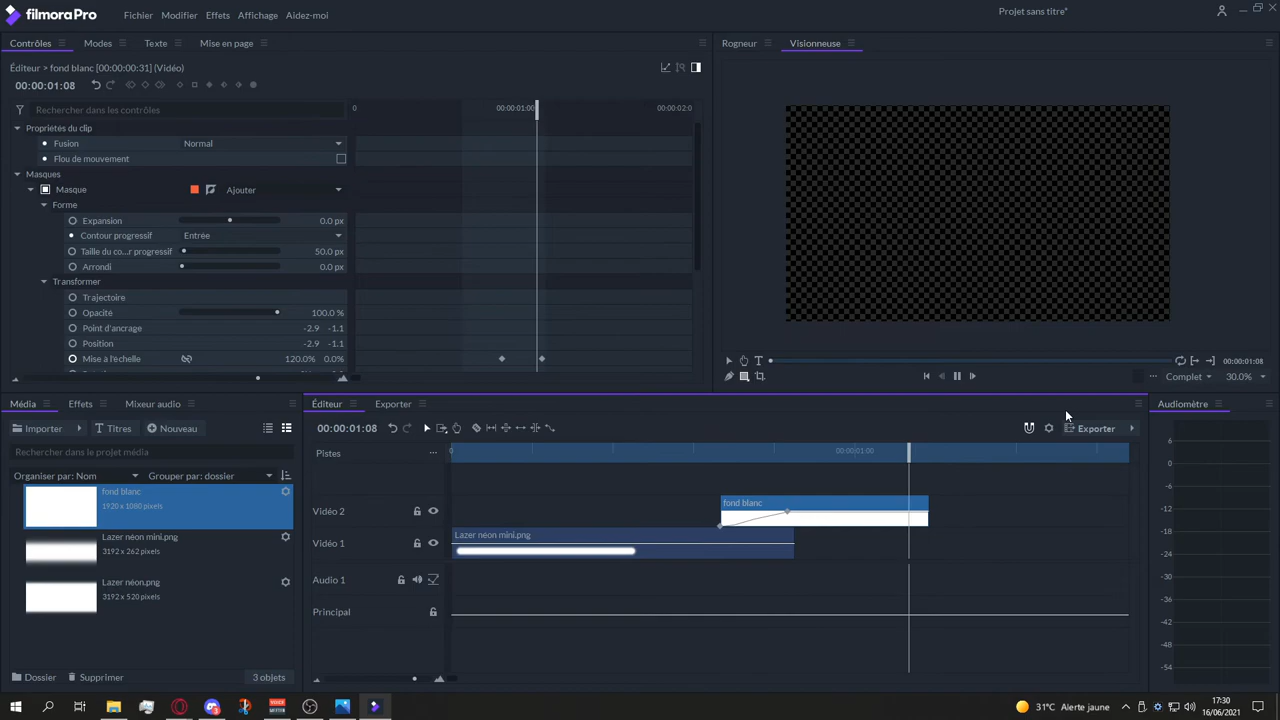 filmoraPro
Fichier Modifier Effets Affichage Aidez-moi
Projet sans titre*
Contrôles Modes Texte Mise en page
Rogneur Visionneuse
Éditeur > fond blanc [00:00:00:31] (Vidéo)
00:00:01:08
Rechercher dans les contrôles
0 00:00:01:00 00:00:02:0
Propriétés du clip
Fusion Normal
Flou de mouvement
Masques
Masque Ajouter
Forme
Expansion 0.0 px
Contour progressif Entrée
Taille du co...r progressif 50.0 px
Arrondi 0.0 px
Transformer
Trajectoire
Opacite 100.0 %
Point d'ancrage -2.9 -1.1
Position -2.9 -1.1
Mise a l'échelle 120.0% 0.0%
00:00:01:08
Complet 30.0%
Média Effets Mixeur audio
Éditeur Exporter
Audiomètre
Importer Titres Nouveau
00:00:01:08
Exporter
Rechercher dans le projet média
Pistes
0 00:00:01:00
Organiser par: Nom Grouper par: dossier
fond blanc
1920 x 1080 pixels
Lazer néon mini.png
3192 x 262 pixels
Lazer néon.png
3192 x 520 pixels
fond blanc
Vidéo 2
Lazer néon mini.png
Vidéo 1
Audio 1
Principal
6
0
-6
-12
-18
-24
-30
-36
-42
-48
-54
Dossier Supprimer 3 objets
31°C Alerte jaune
17:30
16/06/2021